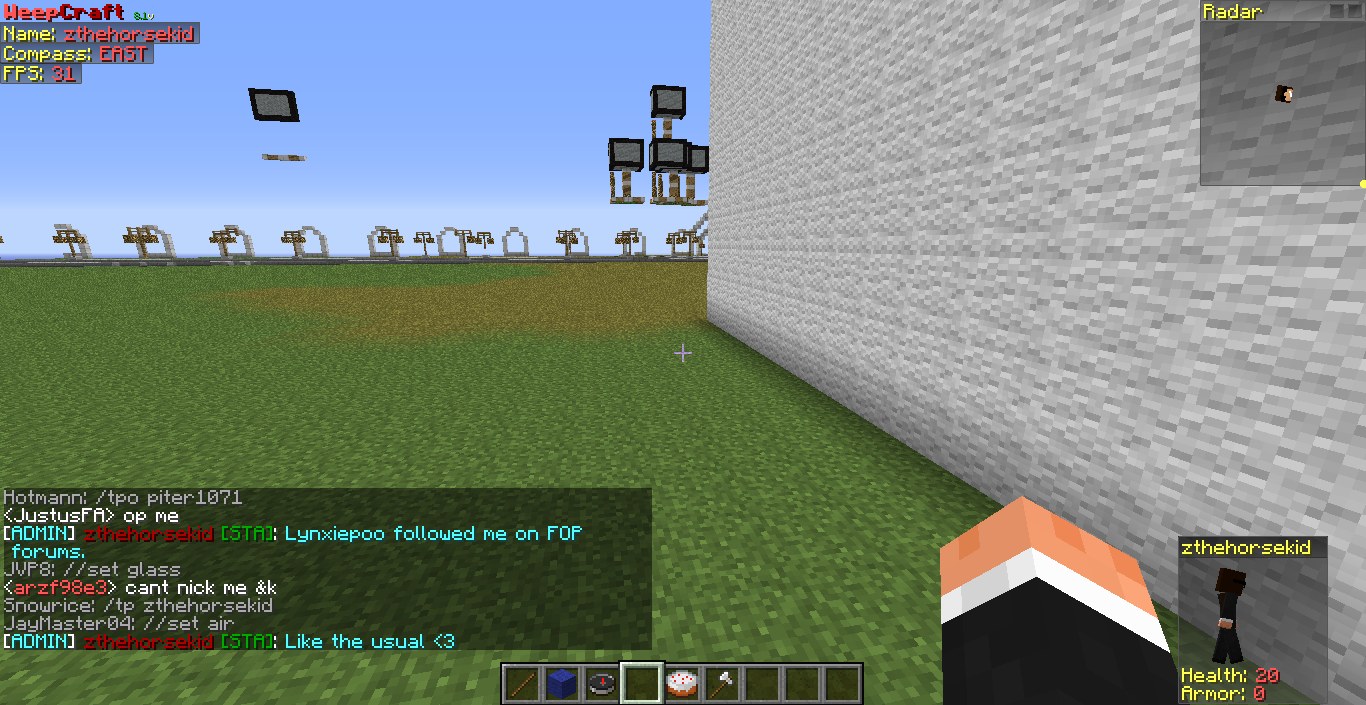 WeepCraft 8.1v
Name: zthehorsekid
Compass: EAST
FPS: 31
Radar
Hotmann: /tpo piter1071
<JustusFA> op me
[ADMIN] zthehorsekid [STA]: Lynxiepoo followed me on FOP
forums.
JVP8: //set glass
<arzf98e3> cant nick me &k
Snowrice: /tp zthehorsekid
JayMaster04: //set air
[ADMIN] zthehorsekid [STA]: Like the usual <3
zthehorsekid
Health: 20
Armor: 0